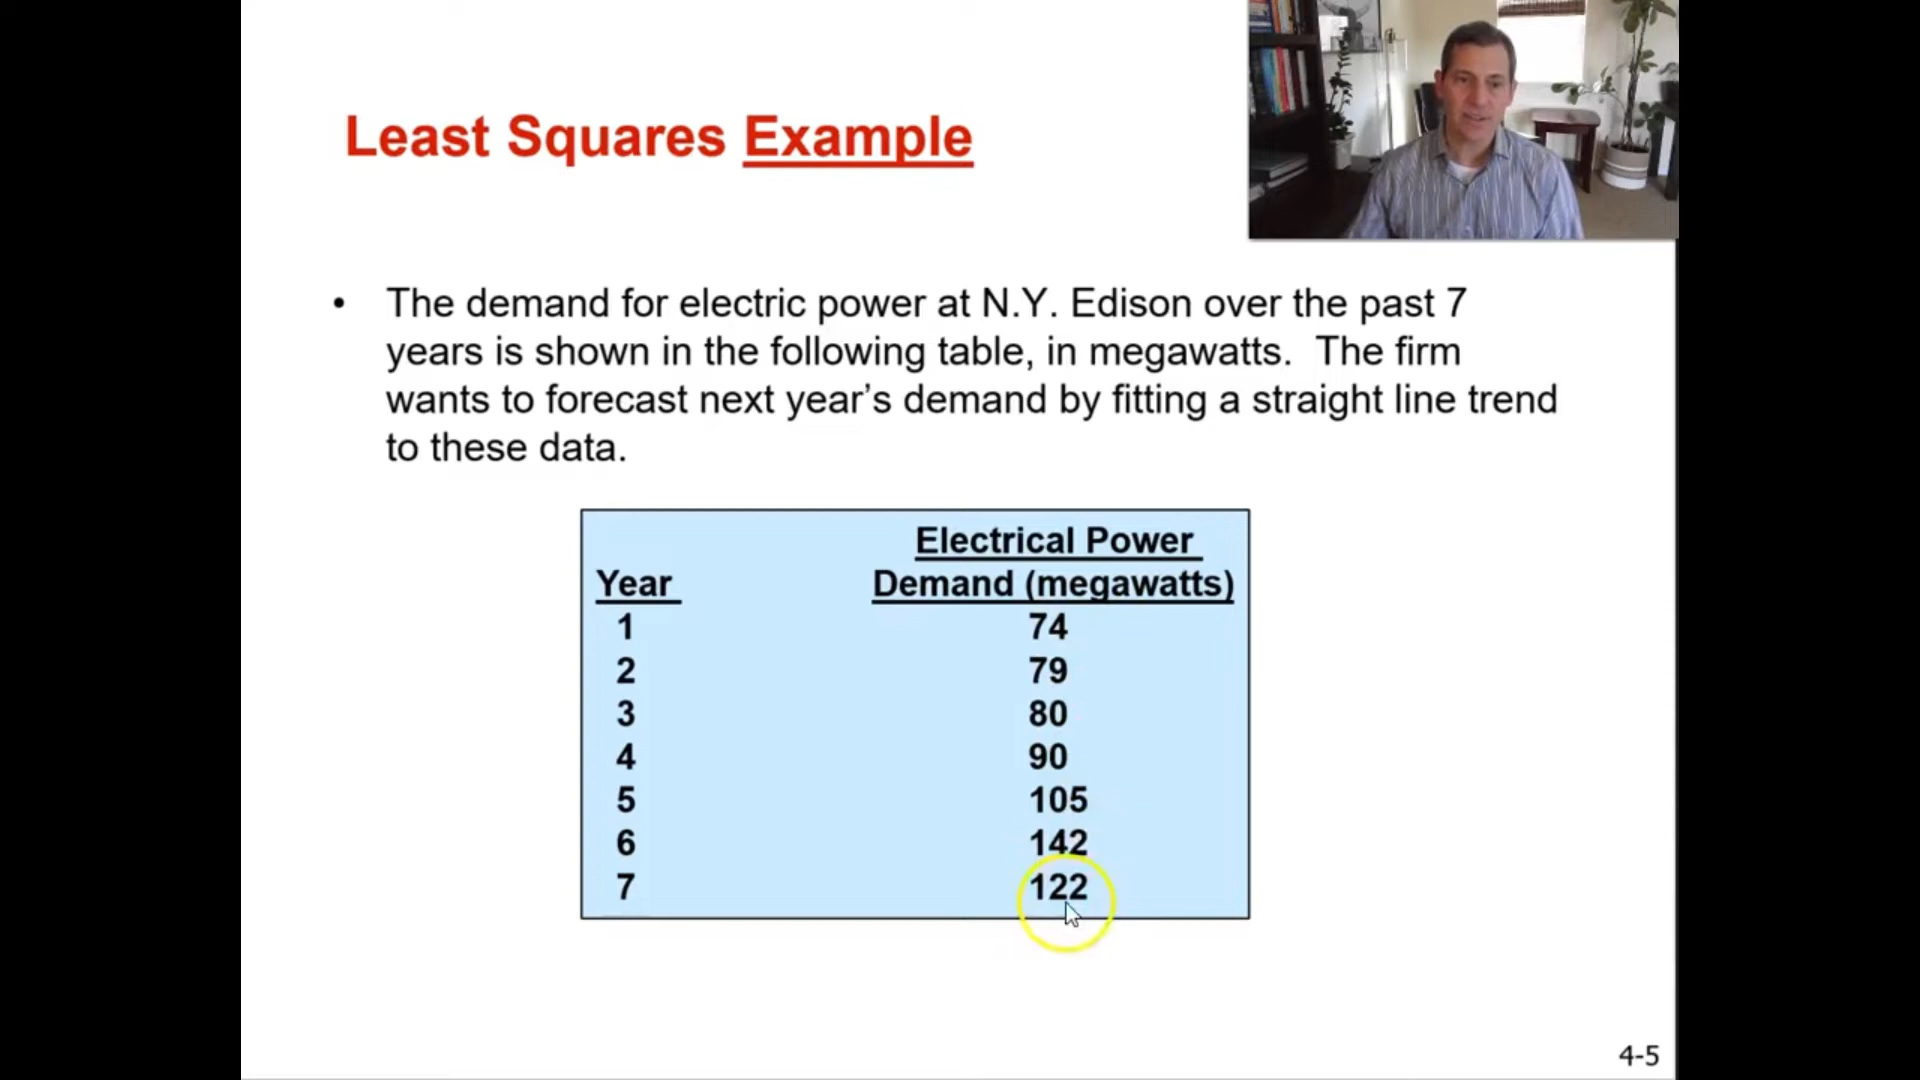 Least Squares Example
• The demand for electric power at N.Y. Edison over the past 7
years is shown in the following table, in megawatts. The firm
wants to forecast next year’s demand by fitting a straight line trend
to these data.
Electrical Power
Year Demand (megawatts)
1 74
2 79
3 80
4 90
5 105
6 142
7 122
4-5